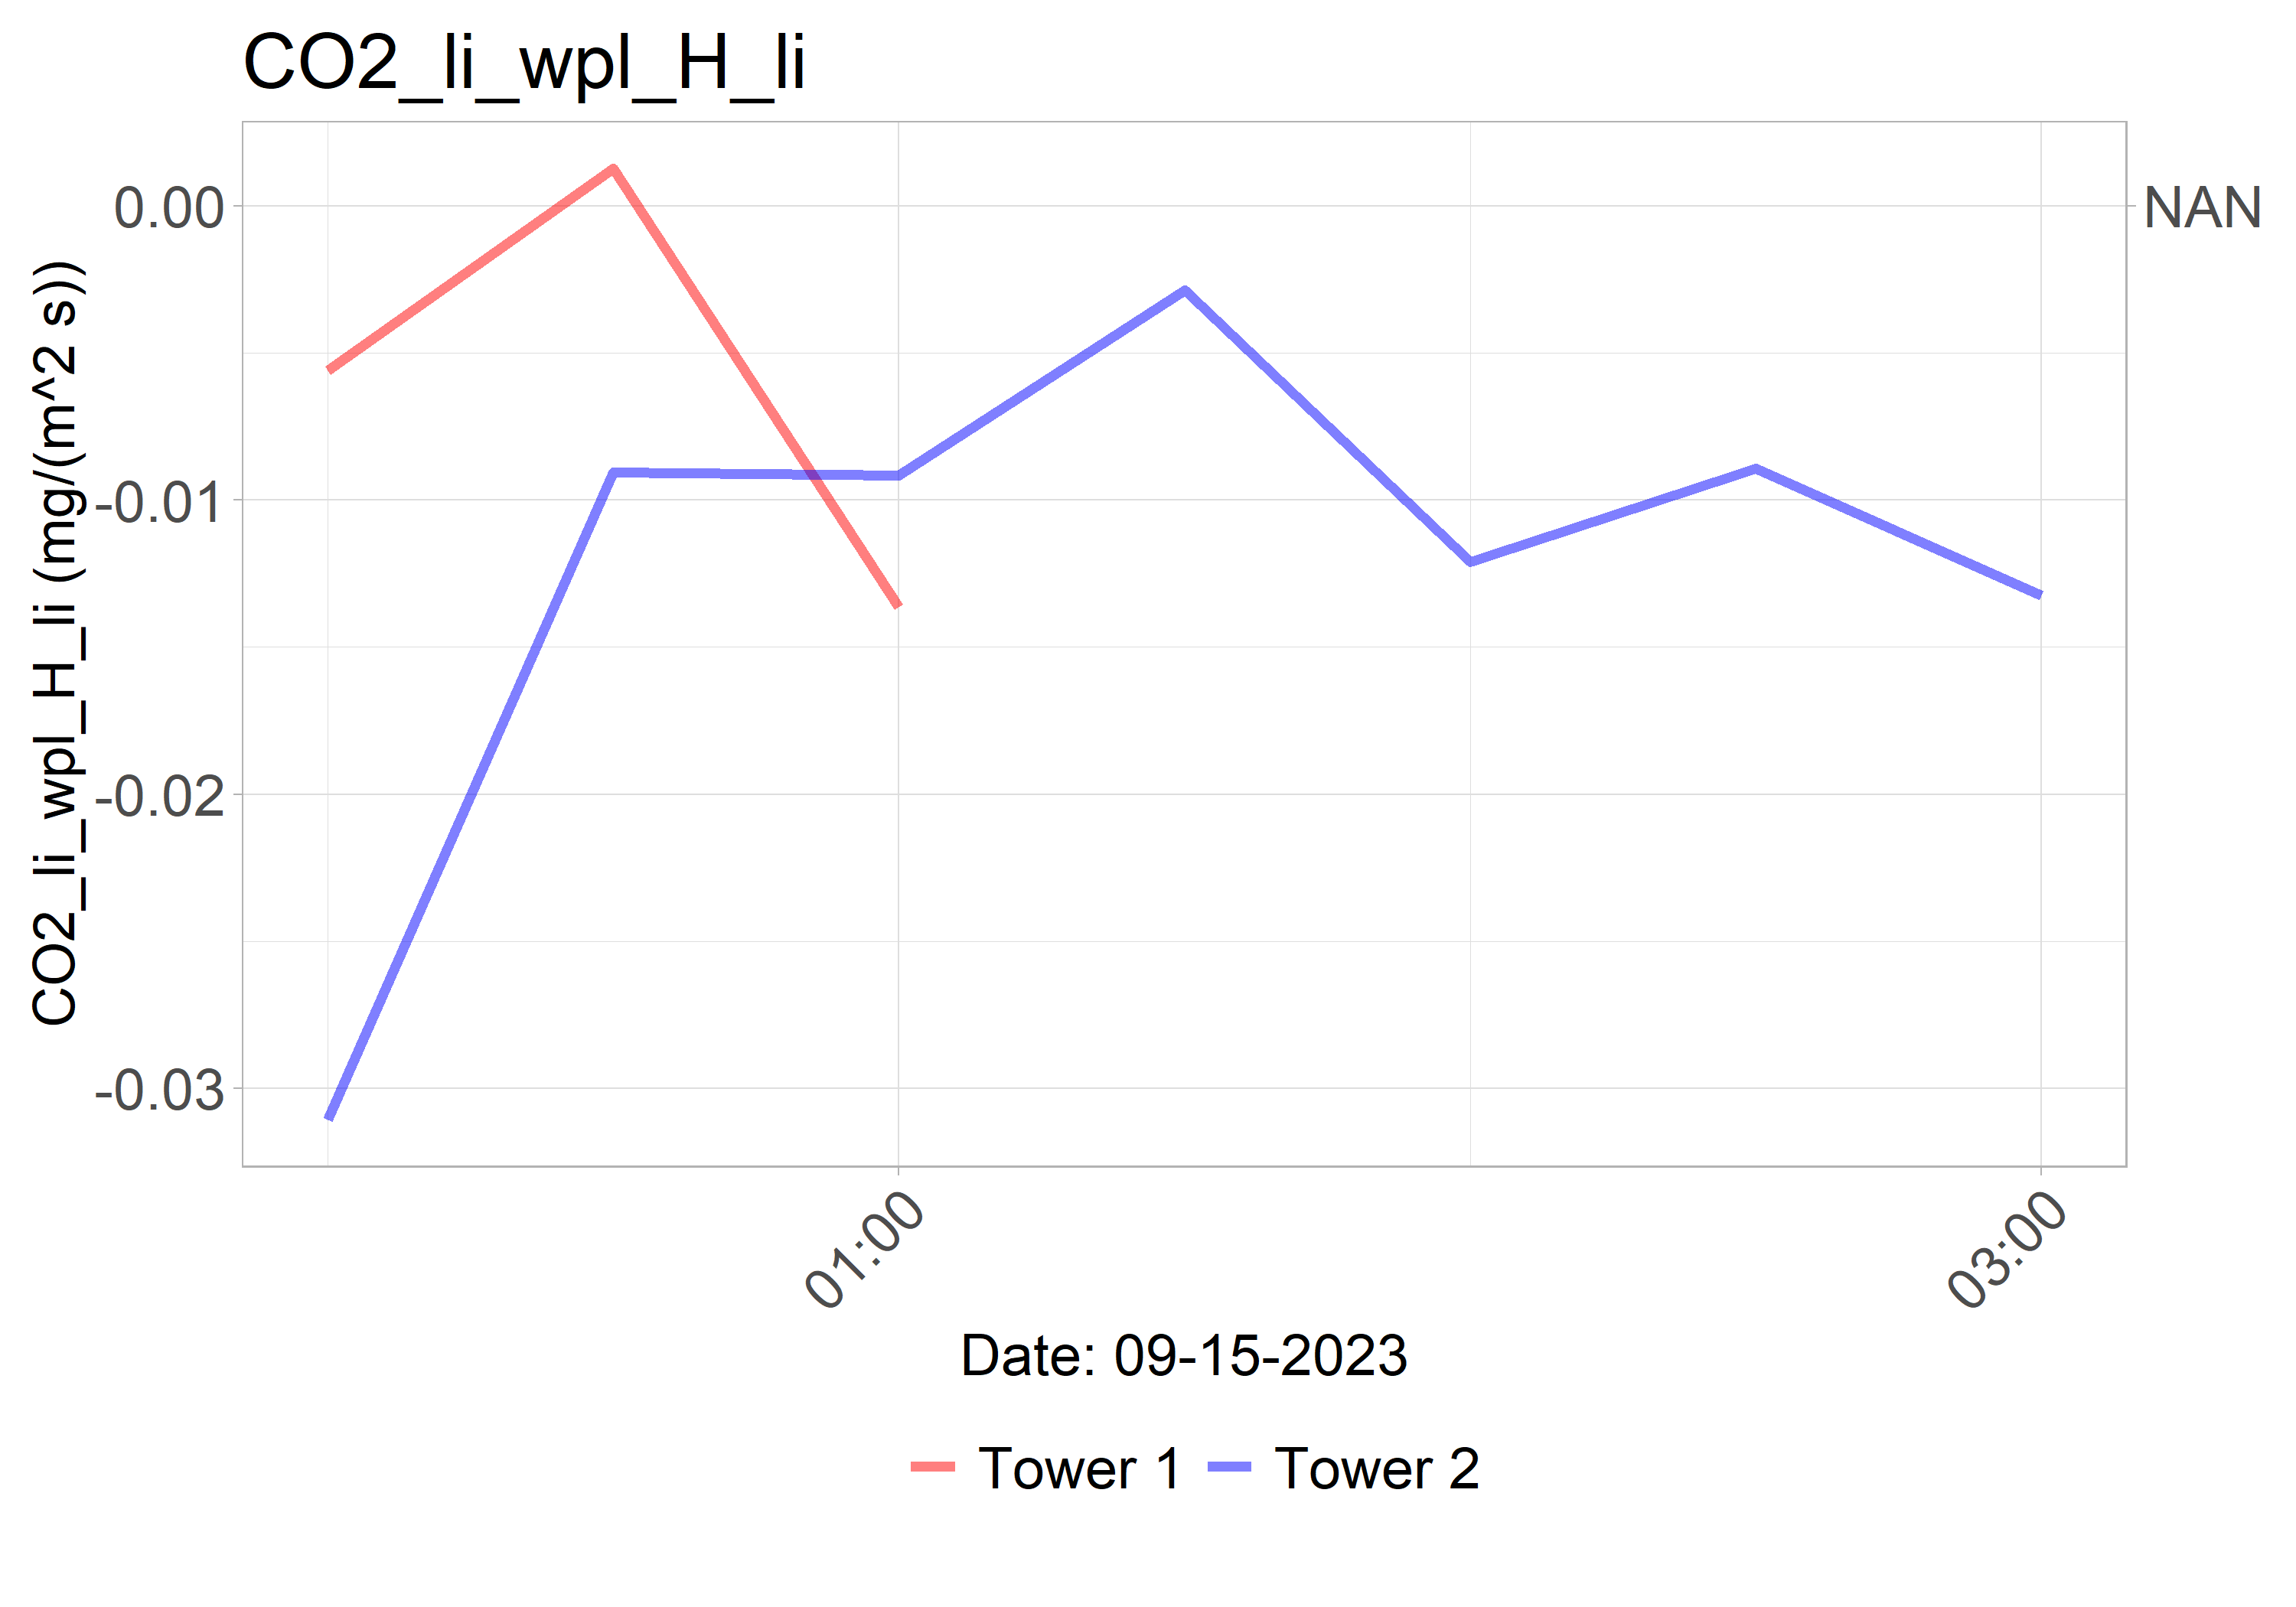 CO2_li_wpl_H_li
CO2_li_wpl_H_li (mg/(m^2 s))
0.00
-0.01
-0.02
-0.03
NAN
01:00
03:00
Date: 09-15-2023
Tower 1
Tower 2